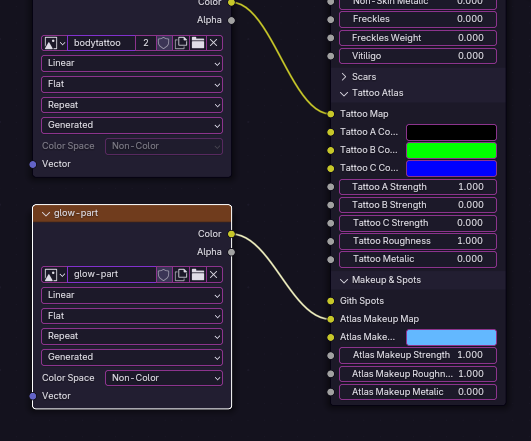 Color
Alpha
bodytattoo 2
Linear
Flat
Repeat
Generated
Color Space Non-Color
Vector
glow-part
Color
Alpha
glow-part
Linear
Flat
Repeat
Generated
Color Space Non-Color
Vector
Non-Skin Metallic 0.000
Freckles 0.000
Freckles Weight 0.000
Vitiligo 0.000
Scars
Tattoo Atlas
Tattoo Map
Tattoo A Co...
Tattoo B Co...
Tattoo C Co...
Tattoo A Strength 1.000
Tattoo B Strength 0.000
Tattoo C Strength 0.000
Tattoo Roughness 1.000
Tattoo Metalic 0.000
Makeup & Spots
Gith Spots
Atlas Makeup Map
Atlas Make...
Atlas Makeup Strength 1.000
Atlas Makeup Roughn... 1.000
Atlas Makeup Metalic 0.000